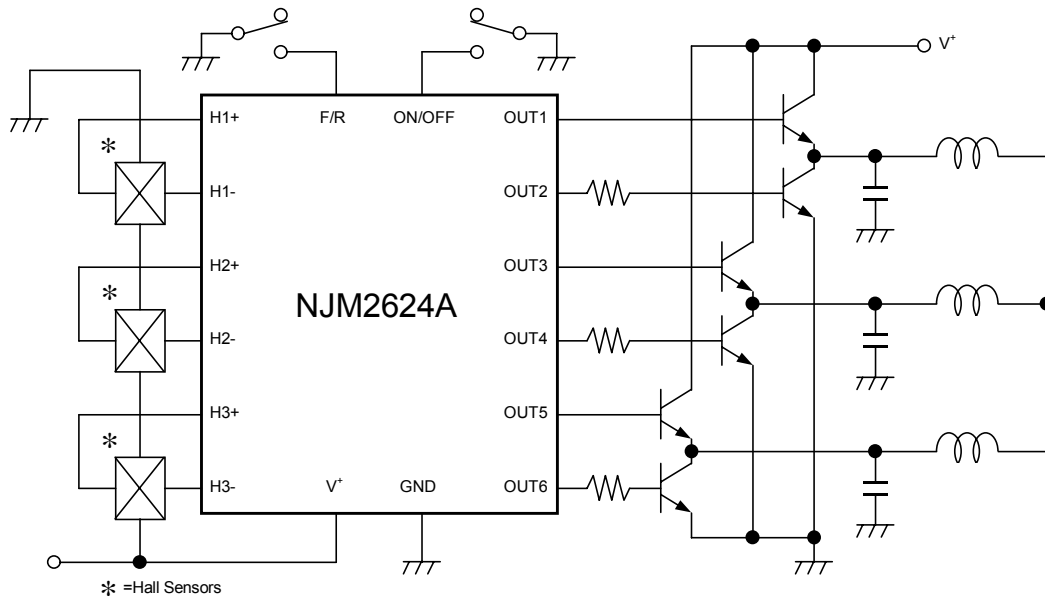 V⁺
H1+
F/R
ON/OFF
OUT1
*
H1-
OUT2
H2+
OUT3
*
NJM2624A
H2-
OUT4
H3+
OUT5
*
H3-
V⁺
GND
OUT6
* =Hall Sensors